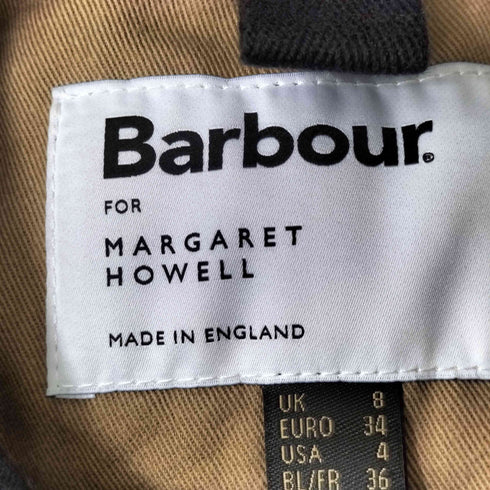 Barbour®
FOR
MARGARET
HOWELL
MADE IN ENGLAND
UK 8
EURO 34
USA 4
BL/FR 36